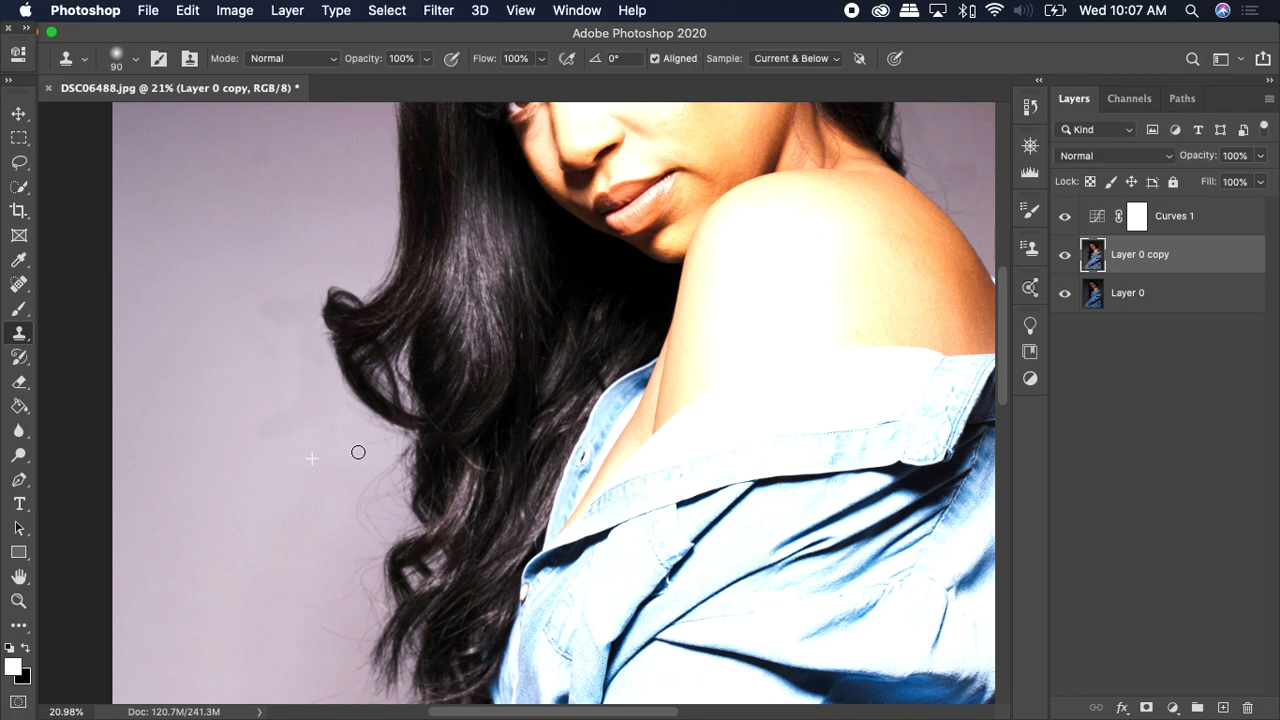 Photoshop File Edit Image Layer Type Select Filter 3D View Window Help Wed 10:07 AM
Adobe Photoshop 2020
90 Mode: Normal Opacity: 100% Flow: 100% 0° Aligned Sample: Current & Below
DSC06488.jpg @ 21% (Layer 0 copy, RGB/8) *
Layers Channels Paths
Kind
Normal Opacity: 100%
Lock: Fill: 100%
Curves 1
Layer 0 copy
Layer 0
20.98% Doc: 120.7M/241.3M